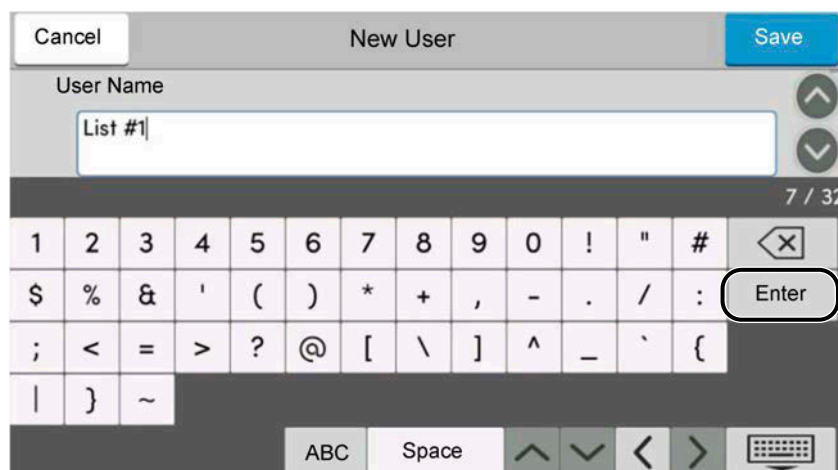 Cancel New User Save
User Name
List #1
7 / 32
1 2 3 4 5 6 7 8 9 0 ! " #
$ % & ' ( ) * + , - . / : Enter
; < = > ? @ [ \ ] ^ _ ` {
| } ~
ABC Space